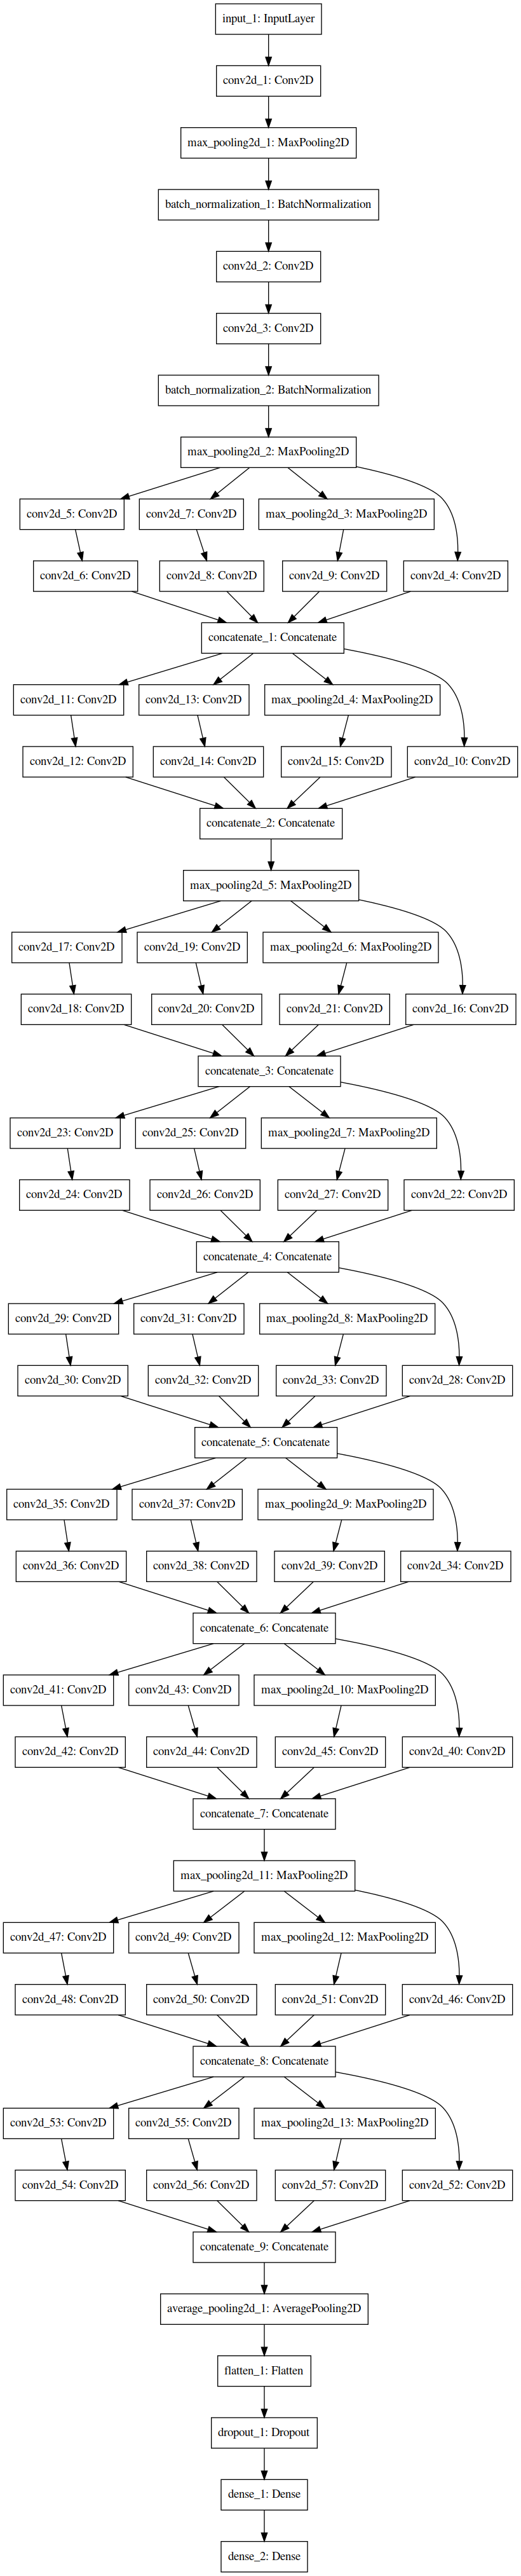 input_1: InputLayer
conv2d_1: Conv2D
max_pooling2d_1: MaxPooling2D
batch_normalization_1: BatchNormalization
conv2d_2: Conv2D
conv2d_3: Conv2D
batch_normalization_2: BatchNormalization
max_pooling2d_2: MaxPooling2D
conv2d_5: Conv2D
conv2d_7: Conv2D
max_pooling2d_3: MaxPooling2D
conv2d_6: Conv2D
conv2d_8: Conv2D
conv2d_9: Conv2D
conv2d_4: Conv2D
concatenate_1: Concatenate
conv2d_11: Conv2D
conv2d_13: Conv2D
max_pooling2d_4: MaxPooling2D
conv2d_12: Conv2D
conv2d_14: Conv2D
conv2d_15: Conv2D
conv2d_10: Conv2D
concatenate_2: Concatenate
max_pooling2d_5: MaxPooling2D
conv2d_17: Conv2D
conv2d_19: Conv2D
max_pooling2d_6: MaxPooling2D
conv2d_18: Conv2D
conv2d_20: Conv2D
conv2d_21: Conv2D
conv2d_16: Conv2D
concatenate_3: Concatenate
conv2d_23: Conv2D
conv2d_25: Conv2D
max_pooling2d_7: MaxPooling2D
conv2d_24: Conv2D
conv2d_26: Conv2D
conv2d_27: Conv2D
conv2d_22: Conv2D
concatenate_4: Concatenate
conv2d_29: Conv2D
conv2d_31: Conv2D
max_pooling2d_8: MaxPooling2D
conv2d_30: Conv2D
conv2d_32: Conv2D
conv2d_33: Conv2D
conv2d_28: Conv2D
concatenate_5: Concatenate
conv2d_35: Conv2D
conv2d_37: Conv2D
max_pooling2d_9: MaxPooling2D
conv2d_36: Conv2D
conv2d_38: Conv2D
conv2d_39: Conv2D
conv2d_34: Conv2D
concatenate_6: Concatenate
conv2d_41: Conv2D
conv2d_43: Conv2D
max_pooling2d_10: MaxPooling2D
conv2d_42: Conv2D
conv2d_44: Conv2D
conv2d_45: Conv2D
conv2d_40: Conv2D
concatenate_7: Concatenate
max_pooling2d_11: MaxPooling2D
conv2d_47: Conv2D
conv2d_49: Conv2D
max_pooling2d_12: MaxPooling2D
conv2d_48: Conv2D
conv2d_50: Conv2D
conv2d_51: Conv2D
conv2d_46: Conv2D
concatenate_8: Concatenate
conv2d_53: Conv2D
conv2d_55: Conv2D
max_pooling2d_13: MaxPooling2D
conv2d_54: Conv2D
conv2d_56: Conv2D
conv2d_57: Conv2D
conv2d_52: Conv2D
concatenate_9: Concatenate
average_pooling2d_1: AveragePooling2D
flatten_1: Flatten
dropout_1: Dropout
dense_1: Dense
dense_2: Dense